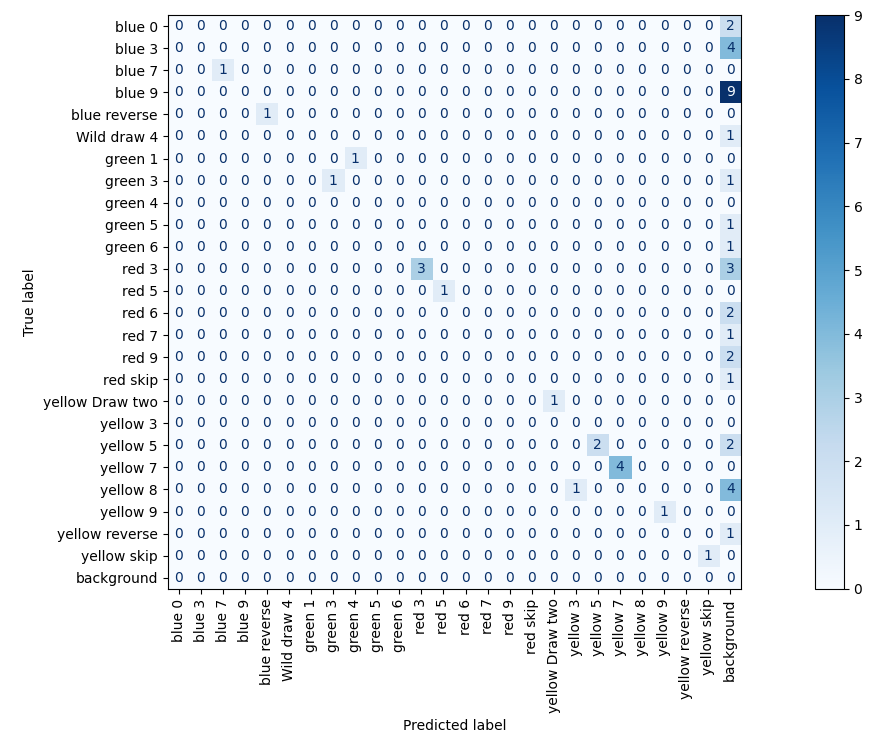 blue 0 0 0 0 0 0 0 0 0 0 0 0 0 0 0 0 0 0 0 0 0 0 0 0 0 0 2
blue 3 0 0 0 0 0 0 0 0 0 0 0 0 0 0 0 0 0 0 0 0 0 0 0 0 0 4
blue 7 0 0 1 0 0 0 0 0 0 0 0 0 0 0 0 0 0 0 0 0 0 0 0 0 0 0
blue 9 0 0 0 0 0 0 0 0 0 0 0 0 0 0 0 0 0 0 0 0 0 0 0 0 0 9
blue reverse 0 0 0 0 1 0 0 0 0 0 0 0 0 0 0 0 0 0 0 0 0 0 0 0 0 0
Wild draw 4 0 0 0 0 0 0 0 0 0 0 0 0 0 0 0 0 0 0 0 0 0 0 0 0 0 1
green 1 0 0 0 0 0 0 0 0 1 0 0 0 0 0 0 0 0 0 0 0 0 0 0 0 0 0
green 3 0 0 0 0 0 0 0 1 0 0 0 0 0 0 0 0 0 0 0 0 0 0 0 0 0 1
green 4 0 0 0 0 0 0 0 0 0 0 0 0 0 0 0 0 0 0 0 0 0 0 0 0 0 0
green 5 0 0 0 0 0 0 0 0 0 0 0 0 0 0 0 0 0 0 0 0 0 0 0 0 0 1
green 6 0 0 0 0 0 0 0 0 0 0 0 0 0 0 0 0 0 0 0 0 0 0 0 0 0 1
red 3 0 0 0 0 0 0 0 0 0 0 0 3 0 0 0 0 0 0 0 0 0 0 0 0 0 3
red 5 0 0 0 0 0 0 0 0 0 0 0 0 1 0 0 0 0 0 0 0 0 0 0 0 0 0
red 6 0 0 0 0 0 0 0 0 0 0 0 0 0 0 0 0 0 0 0 0 0 0 0 0 0 2
red 7 0 0 0 0 0 0 0 0 0 0 0 0 0 0 0 0 0 0 0 0 0 0 0 0 0 1
red 9 0 0 0 0 0 0 0 0 0 0 0 0 0 0 0 0 0 0 0 0 0 0 0 0 0 2
red skip 0 0 0 0 0 0 0 0 0 0 0 0 0 0 0 0 0 0 0 0 0 0 0 0 0 1
yellow Draw two 0 0 0 0 0 0 0 0 0 0 0 0 0 0 0 0 0 1 0 0 0 0 0 0 0 0
yellow 3 0 0 0 0 0 0 0 0 0 0 0 0 0 0 0 0 0 0 0 0 0 0 0 0 0 0
yellow 5 0 0 0 0 0 0 0 0 0 0 0 0 0 0 0 0 0 0 0 2 0 0 0 0 0 2
yellow 7 0 0 0 0 0 0 0 0 0 0 0 0 0 0 0 0 0 0 0 0 4 0 0 0 0 0
yellow 8 0 0 0 0 0 0 0 0 0 0 0 0 0 0 0 0 0 0 1 0 0 0 0 0 0 4
yellow 9 0 0 0 0 0 0 0 0 0 0 0 0 0 0 0 0 0 0 0 0 0 0 1 0 0 0
yellow reverse 0 0 0 0 0 0 0 0 0 0 0 0 0 0 0 0 0 0 0 0 0 0 0 0 0 1
yellow skip 0 0 0 0 0 0 0 0 0 0 0 0 0 0 0 0 0 0 0 0 0 0 0 0 1 0
background 0 0 0 0 0 0 0 0 0 0 0 0 0 0 0 0 0 0 0 0 0 0 0 0 0 0
True label
blue 0
blue 3
blue 7
blue 9
blue reverse
Wild draw 4
green 1
green 3
green 4
green 5
green 6
red 3
red 5
red 6
red 7
red 9
red skip
yellow Draw two
yellow 3
yellow 5
yellow 7
yellow 8
yellow 9
yellow reverse
yellow skip
background
Predicted label
9
8
7
6
5
4
3
2
1
0